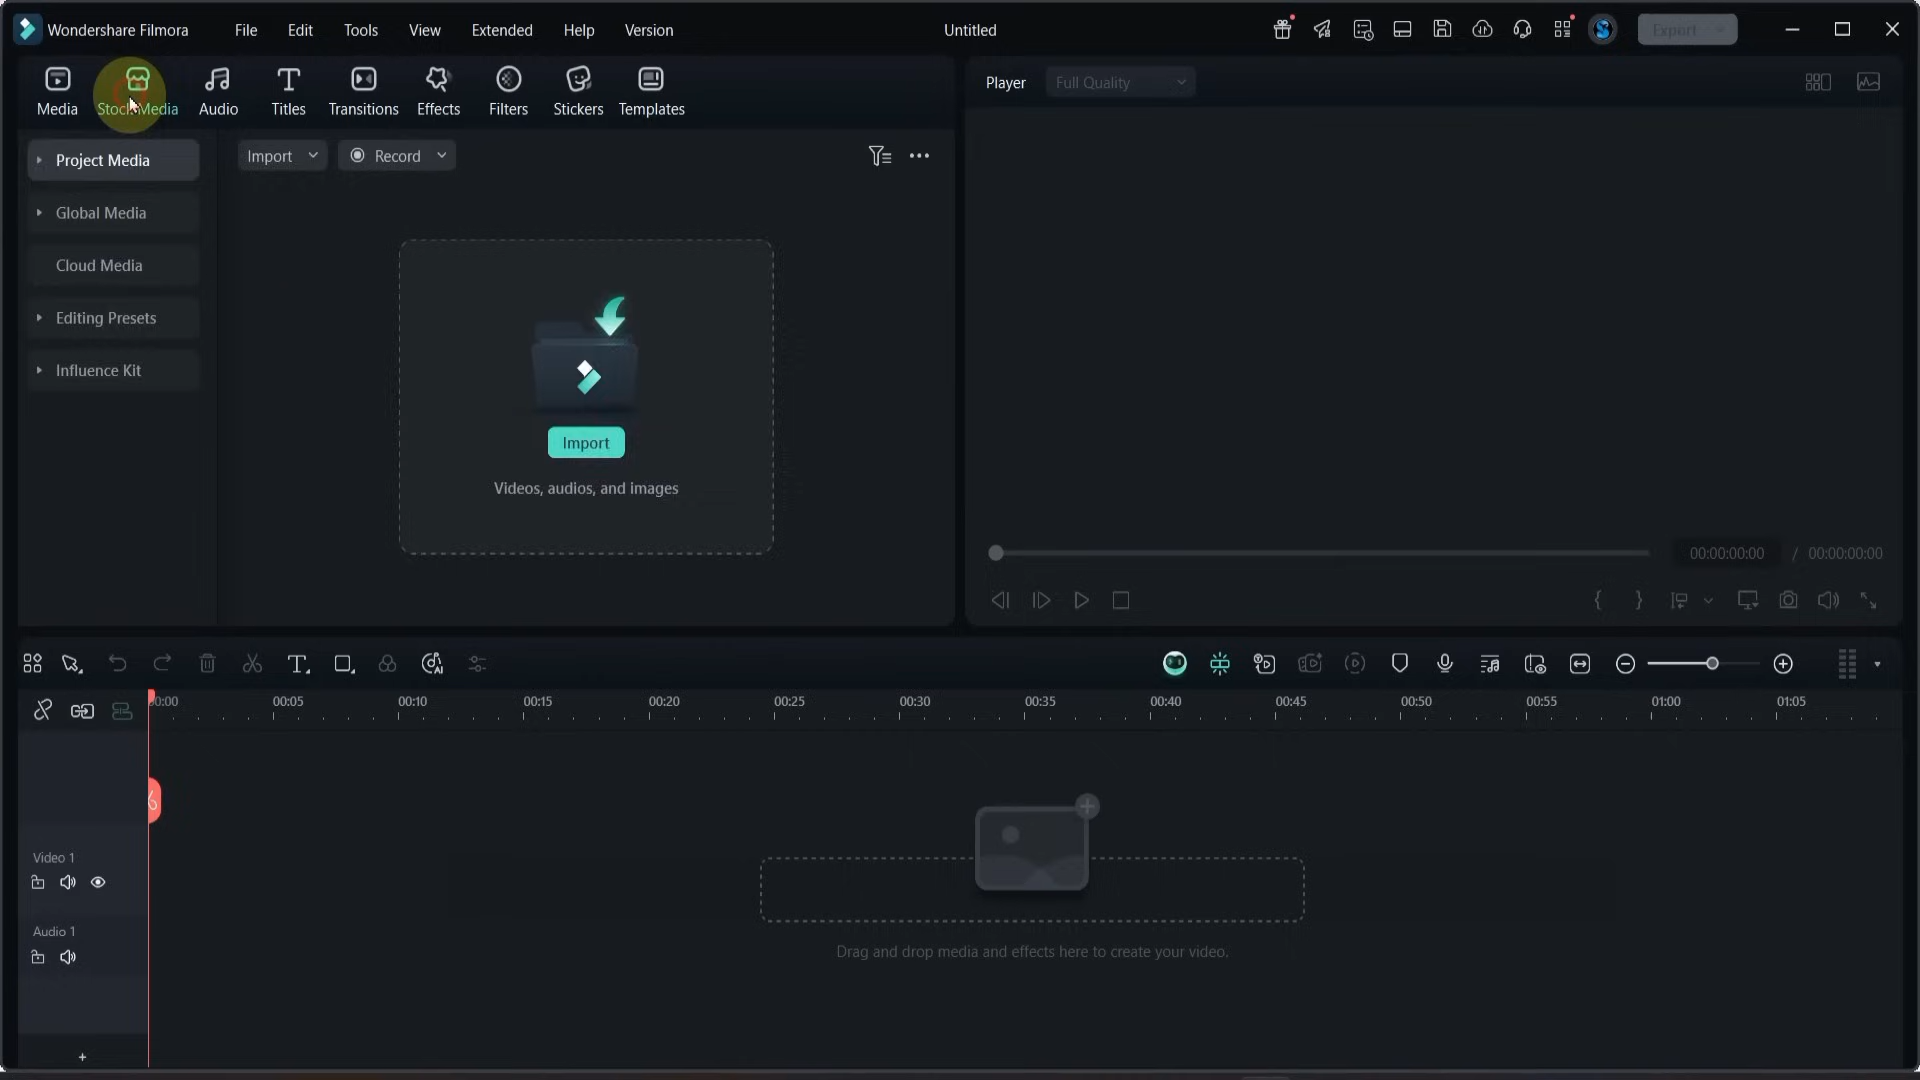 Wondershare Filmora File Edit Tools View Extended Help Version Untitled Export
Media Stock Media Audio Titles Transitions Effects Filters Stickers Templates Player Full Quality
Project Media Import Record
Global Media
Cloud Media
Editing Presets
Influence Kit
Import
Videos, audios, and images
00:00:00:00 / 00:00:00:00
00:00 00:05 00:10 00:15 00:20 00:25 00:30 00:35 00:40 00:45 00:50 00:55 01:00 01:05
Video 1
Audio 1
Drag and drop media and effects here to create your video.